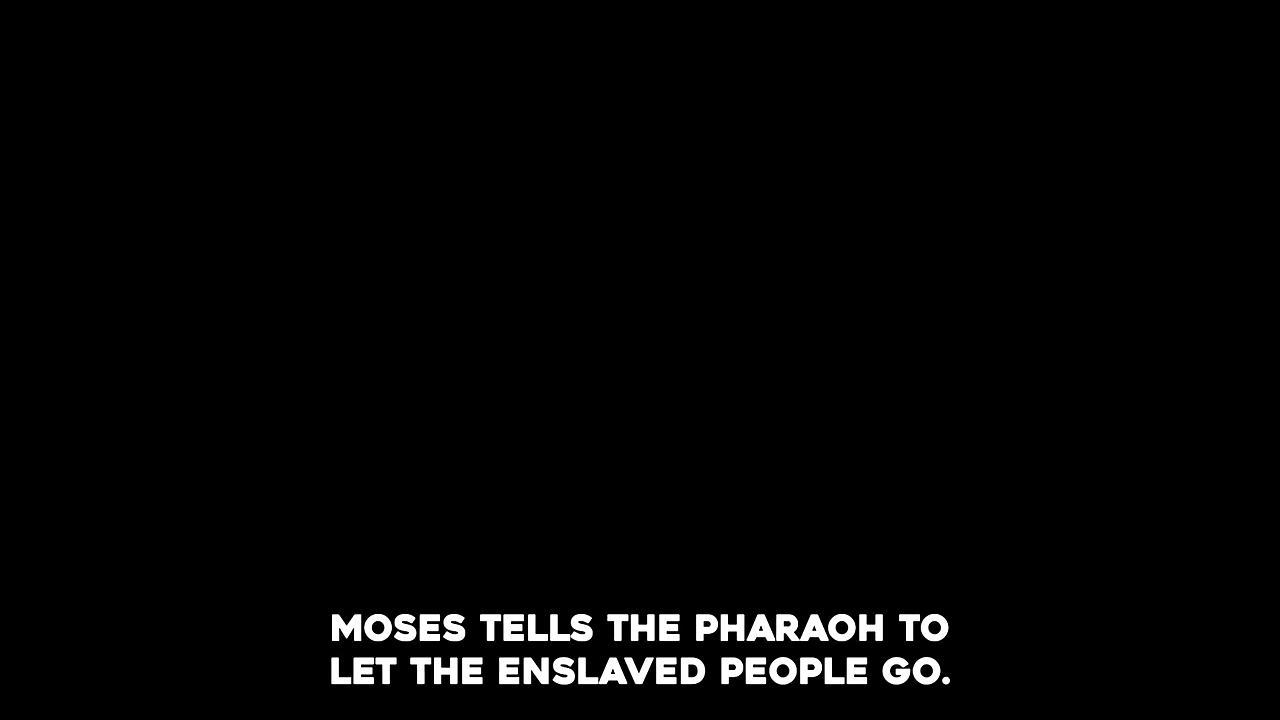 MOSES TELLS THE PHARAOH TO
LET THE ENSLAVED PEOPLE GO.